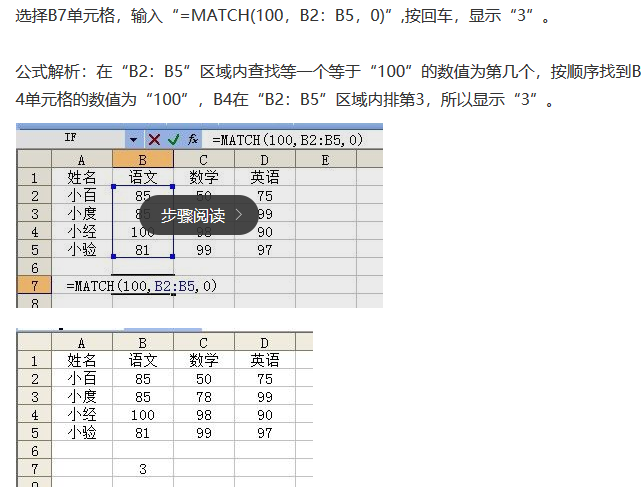 选择B7单元格，输入“=MATCH(100，B2：B5，0)”,按回车，显示“3”。
公式解析：在“B2：B5”区域内查找等一个等于“100”的数值为第几个，按顺序找到B
4单元格的数值为“100”，B4在“B2：B5”区域内排第3，所以显示“3”。
IF =MATCH(100,B2:B5,0)
A B C D E
1 姓名 语文 数学 英语
2 小百 85 50 75
3 小度 85 99
步骤阅读
4 小经 100 98 90
5 小验 81 99 97
6
7 =MATCH(100,B2:B5,0)
8
A B C D
1 姓名 语文 数学 英语
2 小百 85 50 75
3 小度 85 78 99
4 小经 100 98 90
5 小验 81 99 97
6
7 3